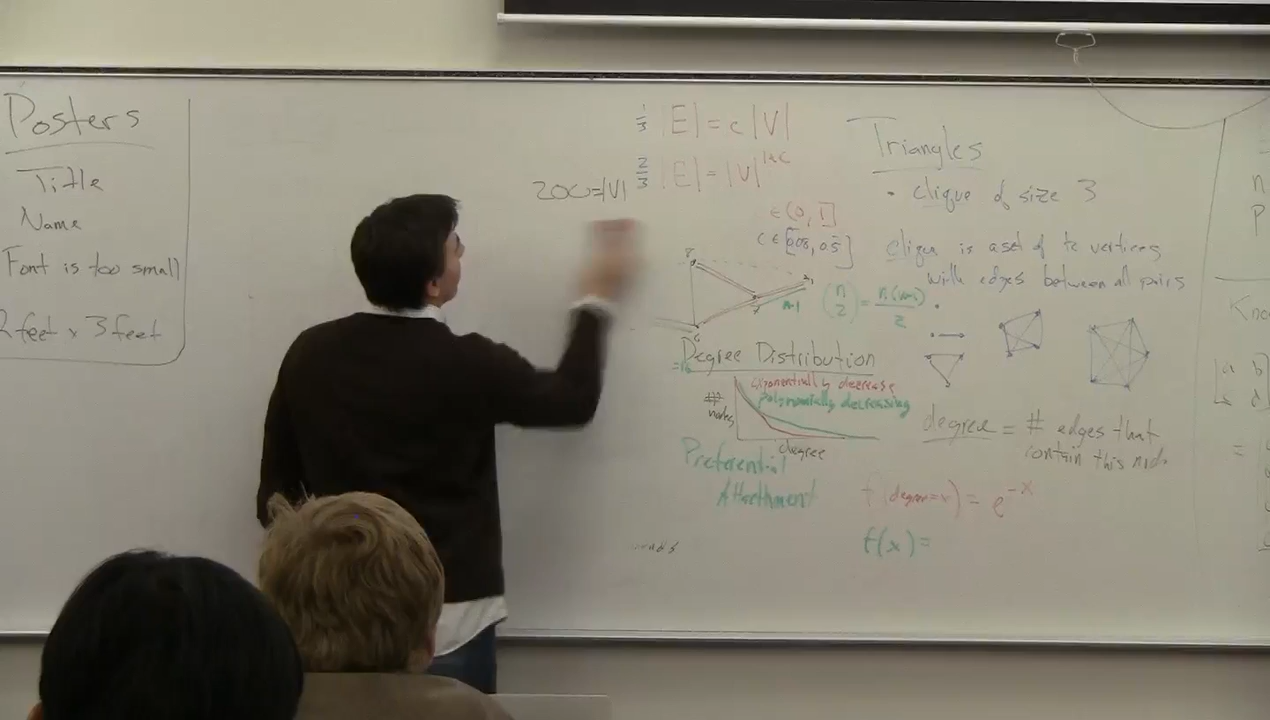 Posters
Title
Name
Font is too small
2 feet x 3 feet
1/3 |E| = c|V|
2/3 |E| = |V|^1+c
200=|V|
∈(0, 1]
c ∈ [0.08, 0.5]
n-1 (n 2) = n(n-1)/2
Degree Distribution
exponentially decrease
Polynomially decreasing
# nodes
degree
Preferential
Attachment
Triangles
• clique of size 3
clique is a set of k vertices
with edges between all pairs
degree = # edges that
contain this node
f(degree=x) = e^-x
f(x) =
n
P
a b
d
=